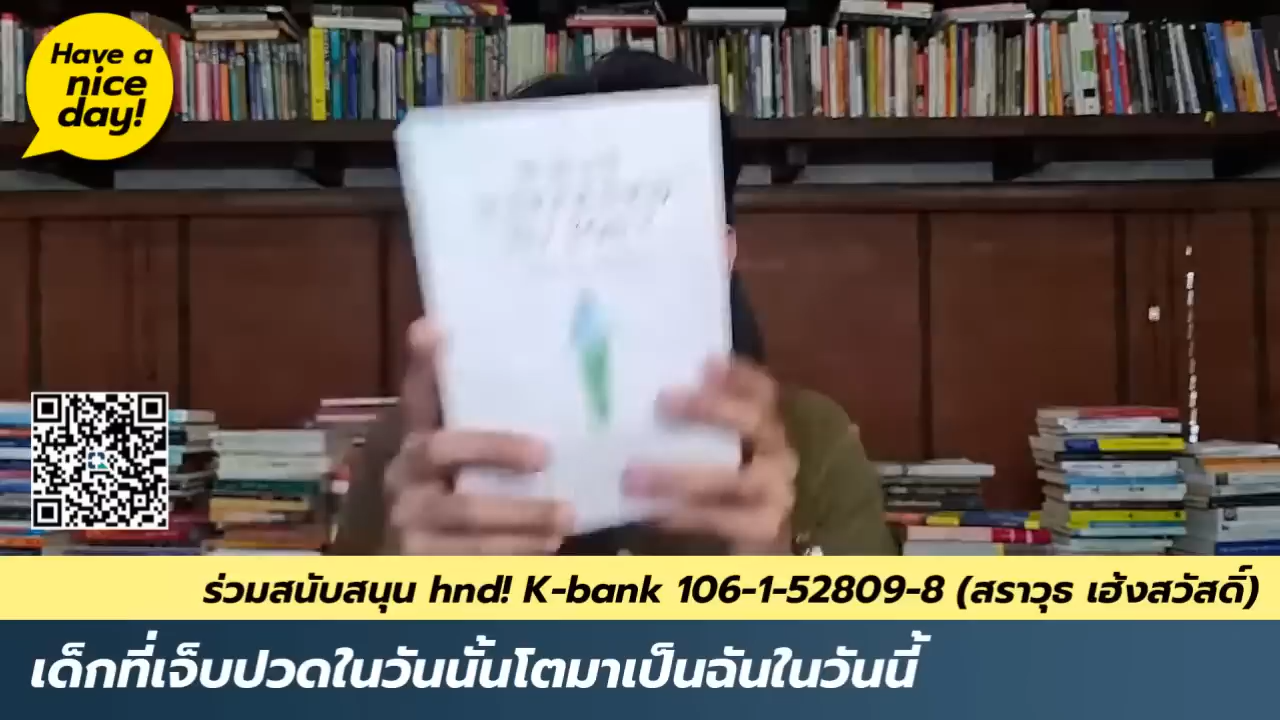 Have a
nice
day!
ร่วมสนับสนุน hnd! K-bank 106-1-52809-8 (สราวุธ เฮ้งสวัสดิ์)
เด็กที่เจ็บปวดในวันนั้นโตมาเป็นฉันในวันนี้